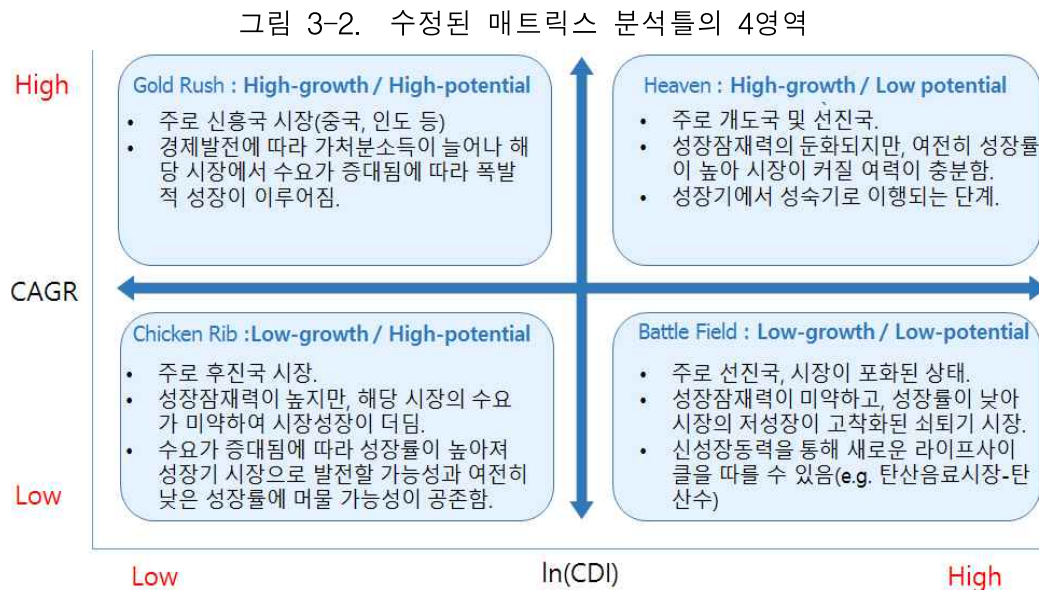 그림 3-2. 수정된 매트릭스 분석틀의 4영역
High
Gold Rush : High-growth / High-potential
• 주로 신흥국 시장(중국, 인도 등)
• 경제발전에 따라 가처분소득이 늘어나 해
당 시장에서 수요가 증대됨에 따라 폭발
적 성장이 이루어짐.
Heaven : High-growth / Low potential
• 주로 개도국 및 선진국.
• 성장잠재력의 둔화되지만, 여전히 성장률
이 높아 시장이 커질 여력이 충분함.
• 성장기에서 성숙기로 이행되는 단계.
CAGR
Chicken Rib :Low-growth / High-potential
• 주로 후진국 시장.
• 성장잠재력이 높지만, 해당 시장의 수요
가 미약하여 시장성장이 더딤.
• 수요가 증대됨에 따라 성장률이 높아져
성장기 시장으로 발전할 가능성과 여전히
낮은 성장률에 머물 가능성이 공존함.
Battle Field : Low-growth / Low-potential
• 주로 선진국, 시장이 포화된 상태.
• 성장잠재력이 미약하고, 성장률이 낮아
시장의 저성장이 고착화된 쇠퇴기 시장.
• 신성장동력을 통해 새로운 라이프사이
클을 따를 수 있음(e.g. 탄산음료시장-탄
산수)
Low
Low
ln(CDI)
High